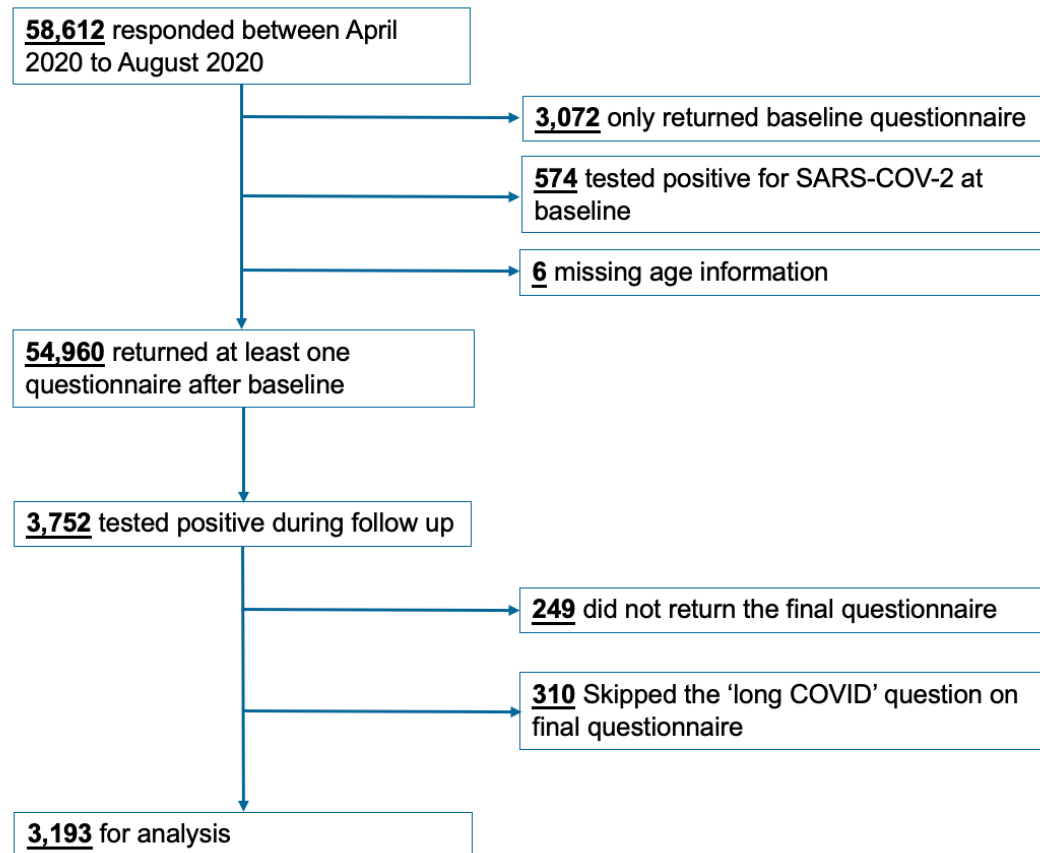 58,612 responded between April
2020 to August 2020
3,072 only returned baseline questionnaire
574 tested positive for SARS-COV-2 at
baseline
6 missing age information
54,960 returned at least one
questionnaire after baseline
3,752 tested positive during follow up
249 did not return the final questionnaire
310 Skipped the ‘long COVID’ question on
final questionnaire
3,193 for analysis